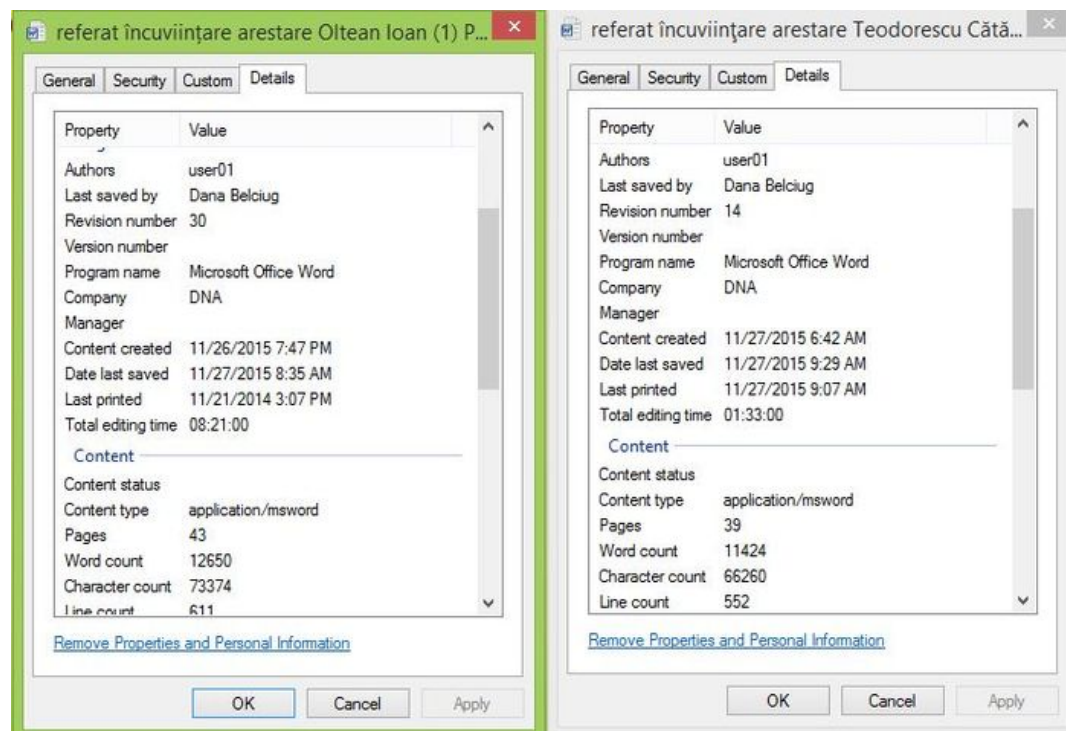 referat încuviințare arestare Oltean Ioan (1) P...
General Security Custom Details
Property Value
Authors user01
Last saved by Dana Belciug
Revision number 30
Version number
Program name Microsoft Office Word
Company DNA
Manager
Content created 11/26/2015 7:47 PM
Date last saved 11/27/2015 8:35 AM
Last printed 11/21/2014 3:07 PM
Total editing time 08:21:00
Content
Content status
Content type application/msword
Pages 43
Word count 12650
Character count 73374
Line count 611
Remove Properties and Personal Information
OK Cancel Apply
referat încuviinţare arestare Teodorescu Cătă...
General Security Custom Details
Property Value
Authors user01
Last saved by Dana Belciug
Revision number 14
Version number
Program name Microsoft Office Word
Company DNA
Manager
Content created 11/27/2015 6:42 AM
Date last saved 11/27/2015 9:29 AM
Last printed 11/27/2015 9:07 AM
Total editing time 01:33:00
Content
Content status
Content type application/msword
Pages 39
Word count 11424
Character count 66260
Line count 552
Remove Properties and Personal Information
OK Cancel Apply